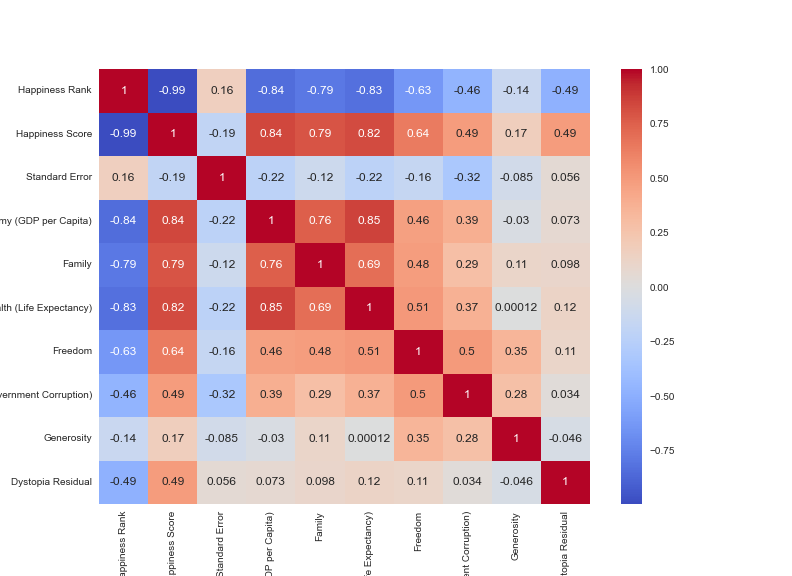 Happiness Rank 1 -0.99 0.16 -0.84 -0.79 -0.83 -0.63 -0.46 -0.14 -0.49
Happiness Score -0.99 1 -0.19 0.84 0.79 0.82 0.64 0.49 0.17 0.49
Standard Error 0.16 -0.19 1 -0.22 -0.12 -0.22 -0.16 -0.32 -0.085 0.056
my (GDP per Capita) -0.84 0.84 -0.22 1 0.76 0.85 0.46 0.39 -0.03 0.073
Family -0.79 0.79 -0.12 0.76 1 0.69 0.48 0.29 0.11 0.098
lth (Life Expectancy) -0.83 0.82 -0.22 0.85 0.69 1 0.51 0.37 0.00012 0.12
Freedom -0.63 0.64 -0.16 0.46 0.48 0.51 1 0.5 0.35 0.11
vernment Corruption) -0.46 0.49 -0.32 0.39 0.29 0.37 0.5 1 0.28 0.034
Generosity -0.14 0.17 -0.085 -0.03 0.11 0.00012 0.35 0.28 1 -0.046
Dystopia Residual -0.49 0.49 0.056 0.073 0.098 0.12 0.11 0.034 -0.046 1
appiness Rank
ppiness Score
Standard Error
DP per Capita)
Family
e Expectancy)
Freedom
ent Corruption)
Generosity
topia Residual
1.00
0.75
0.50
0.25
0.00
−0.25
−0.50
−0.75